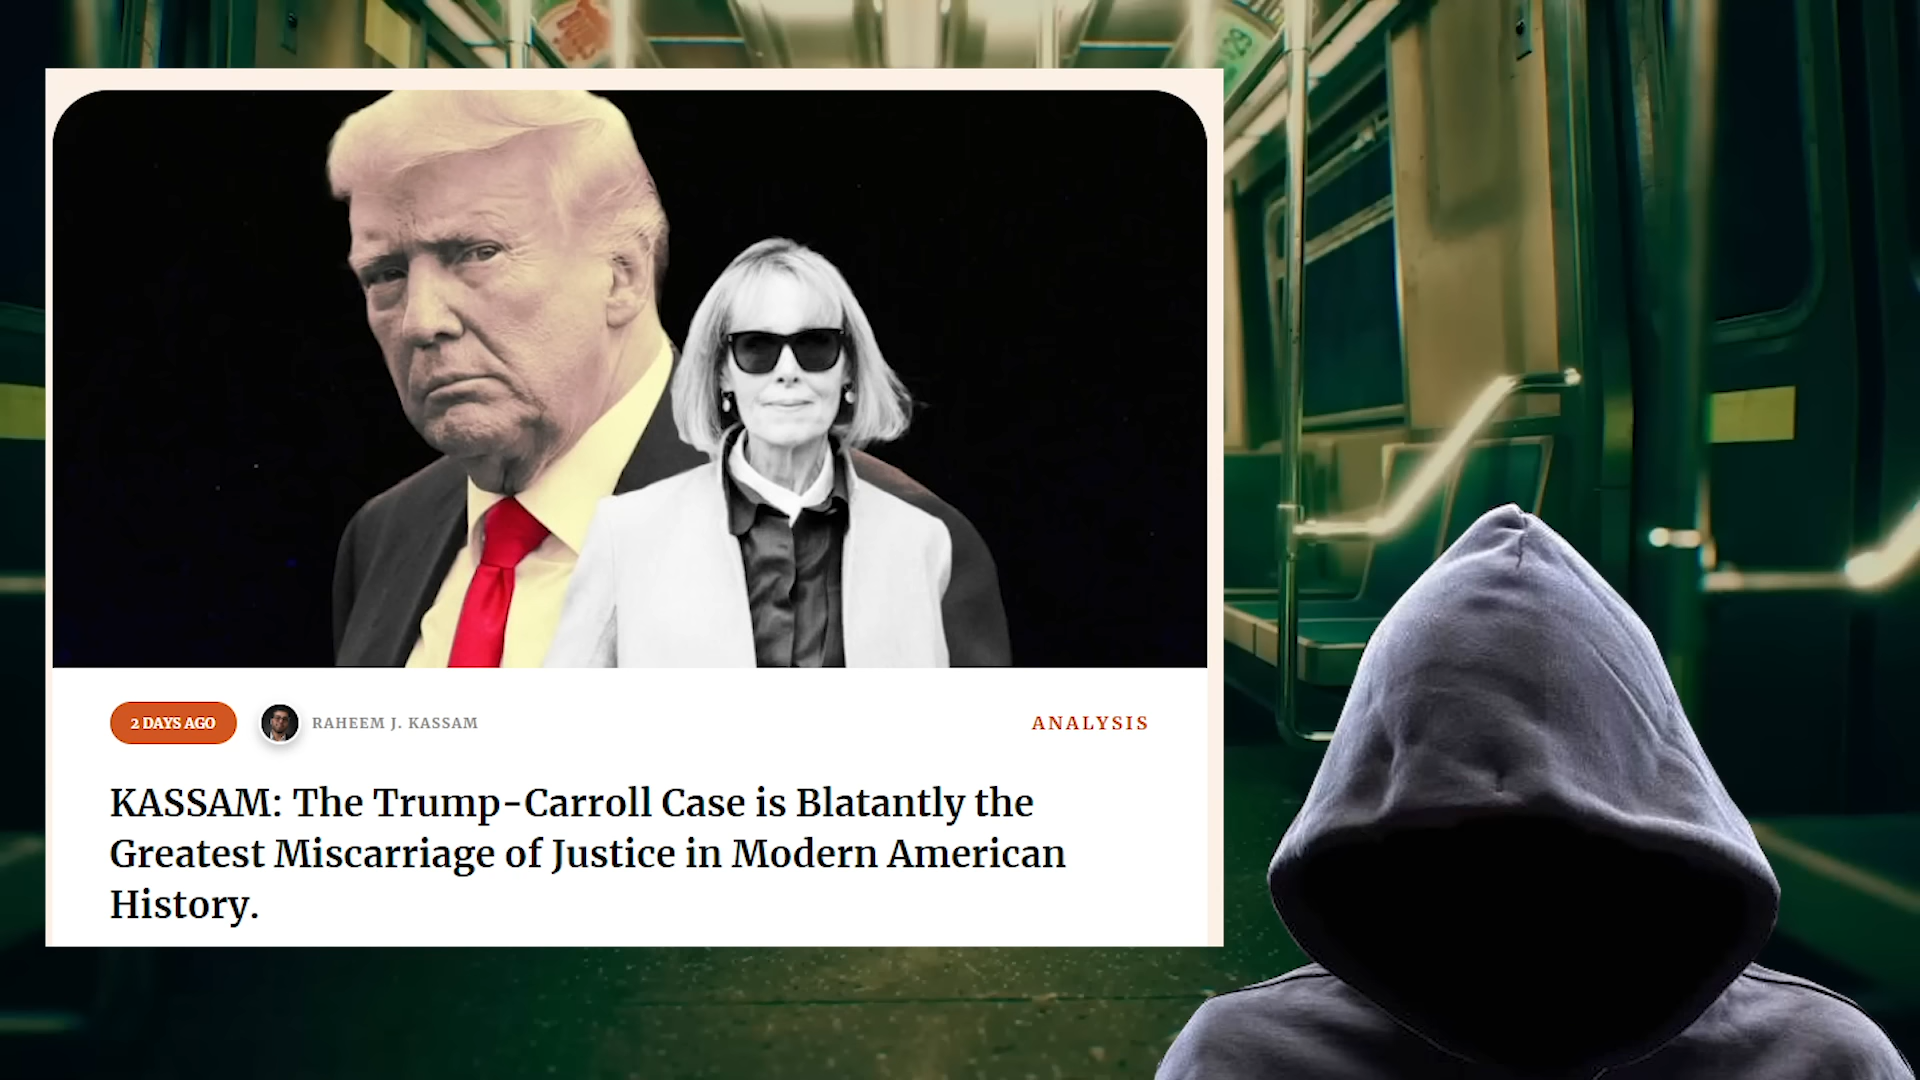 2 DAYS AGO
RAHEEM J. KASSAM
ANALYSIS
KASSAM: The Trump-Carroll Case is Blatantly the
Greatest Miscarriage of Justice in Modern American
History.